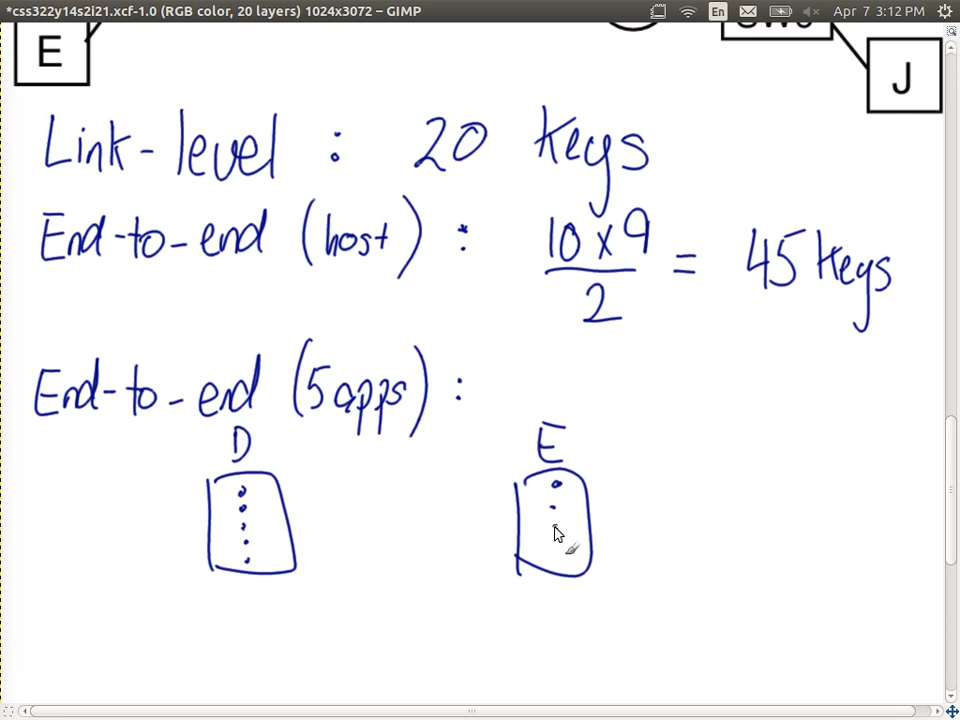 *css322y14s2i21.xcf-1.0 (RGB color, 20 layers) 1024x3072 – GIMP
En
Apr 7 3:12 PM
E
J
Link-level : 20 Keys
End-to-end (host) : 10 x 9 / 2 = 45 Keys
End-to-end (5 apps) :
D
E